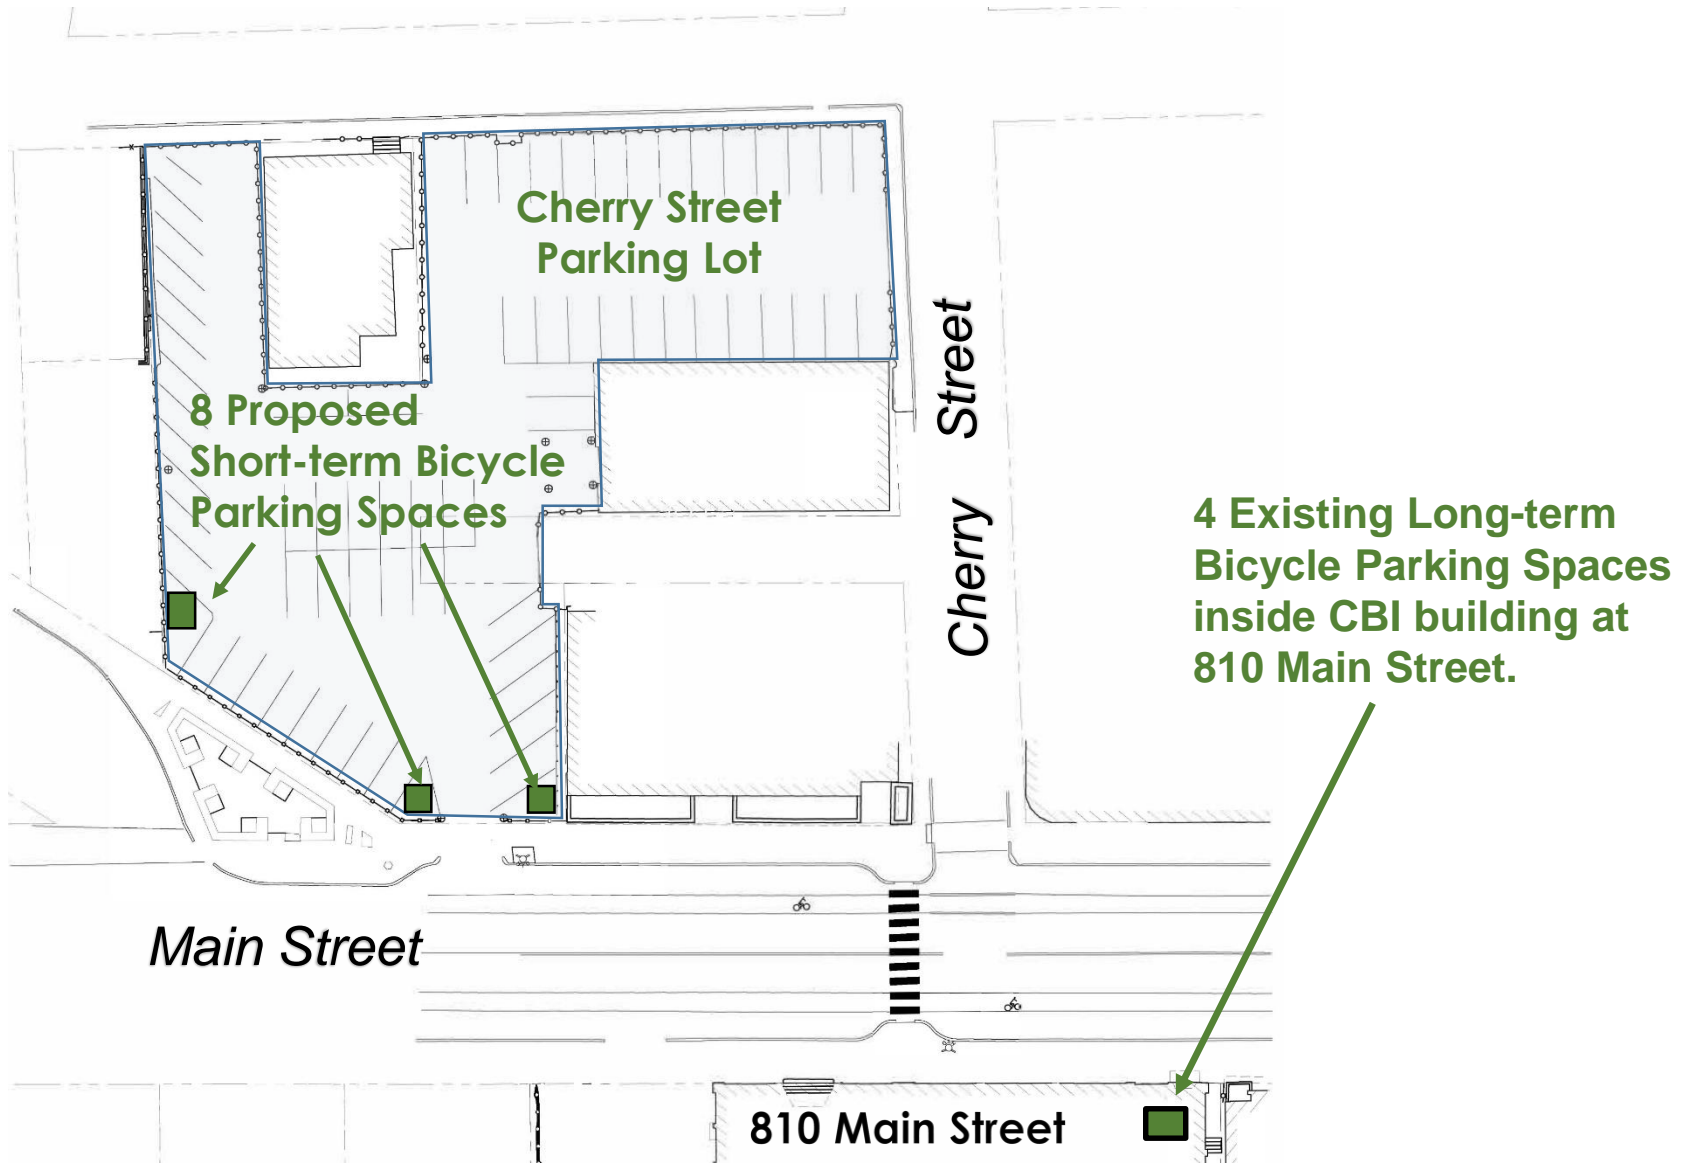 Cherry Street
Parking Lot
8 Proposed
Short-term Bicycle
Parking Spaces
Cherry Street
4 Existing Long-term
Bicycle Parking Spaces
inside CBI building at
810 Main Street.
Main Street
810 Main Street